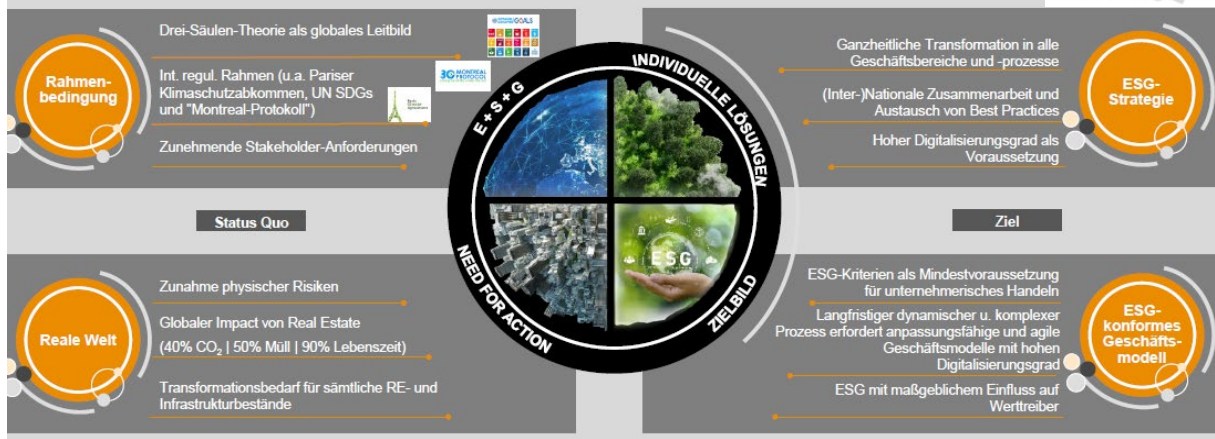 Rahmen-
bedingung
Drei-Säulen-Theorie als globales Leitbild
Int. regul. Rahmen (u.a. Pariser
Klimaschutzabkommen, UN SDGs
und "Montreal-Protokoll")
Zunehmende Stakeholder-Anforderungen
GOALS
MONTREAL
PROTOCOL
Status Quo
Reale Welt
Zunahme physischer Risiken
Globaler Impact von Real Estate
(40% CO2 | 50% Müll | 90% Lebenszeit)
Transformationsbedarf für sämtliche RE- und
Infrastrukturbestände
E + S + G
INDIVIDUELLE LÖSUNGEN
NEED FOR ACTION
ZIELBILD
ESG
Ganzheitliche Transformation in alle
Geschäftsbereiche und -prozesse
(Inter-)Nationale Zusammenarbeit und
Austausch von Best Practices
Hoher Digitalisierungsgrad als
Voraussetzung
ESG-
Strategie
Ziel
ESG-Kriterien als Mindestvoraussetzung
für unternehmerisches Handeln
Langfristiger dynamischer u. komplexer
Prozess erfordert anpassungsfähige und agile
Geschäftsmodelle mit hohen
Digitalisierungsgrad
ESG mit maßgeblichem Einfluss auf
Werttreiber
ESG-
konformes
Geschäfts-
modell